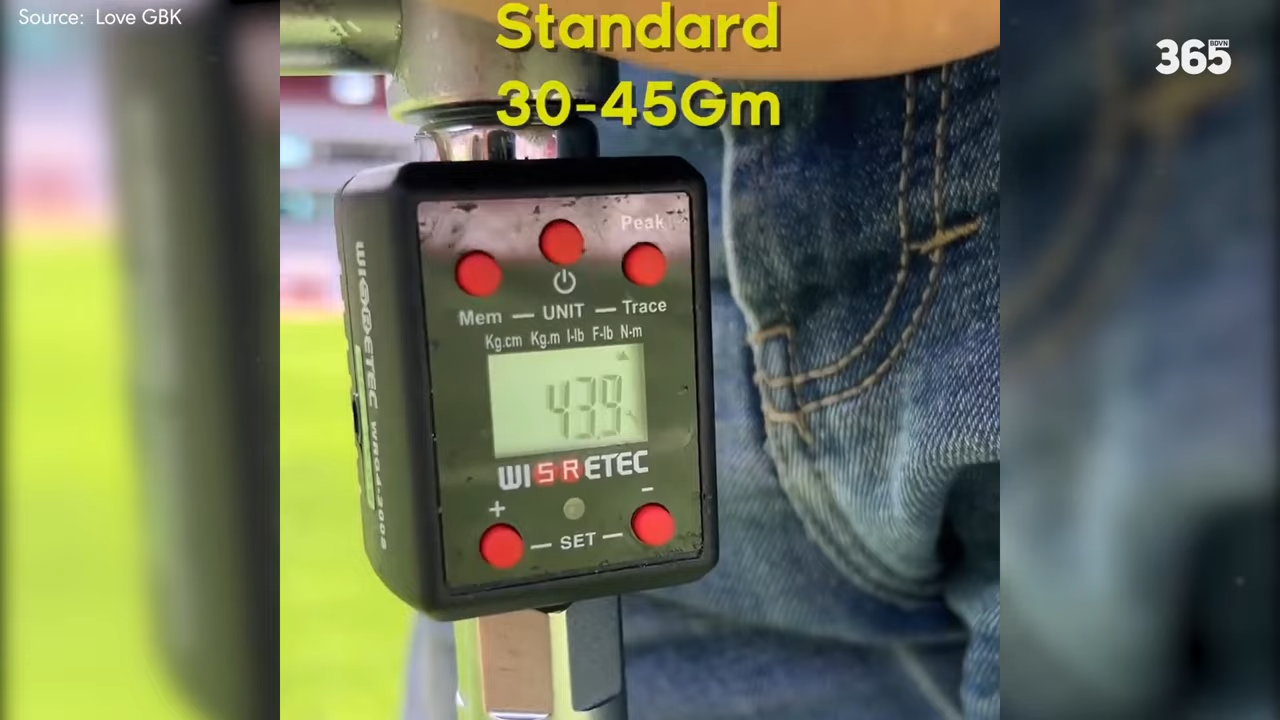 Source: Love GBK
Standard
30-45Gm
365
BDVN
Peak
Mem — UNIT — Trace
Kg.cm Kg.m I-lb F-lb N-m
43.9
WISRETEC
+ -
— SET —